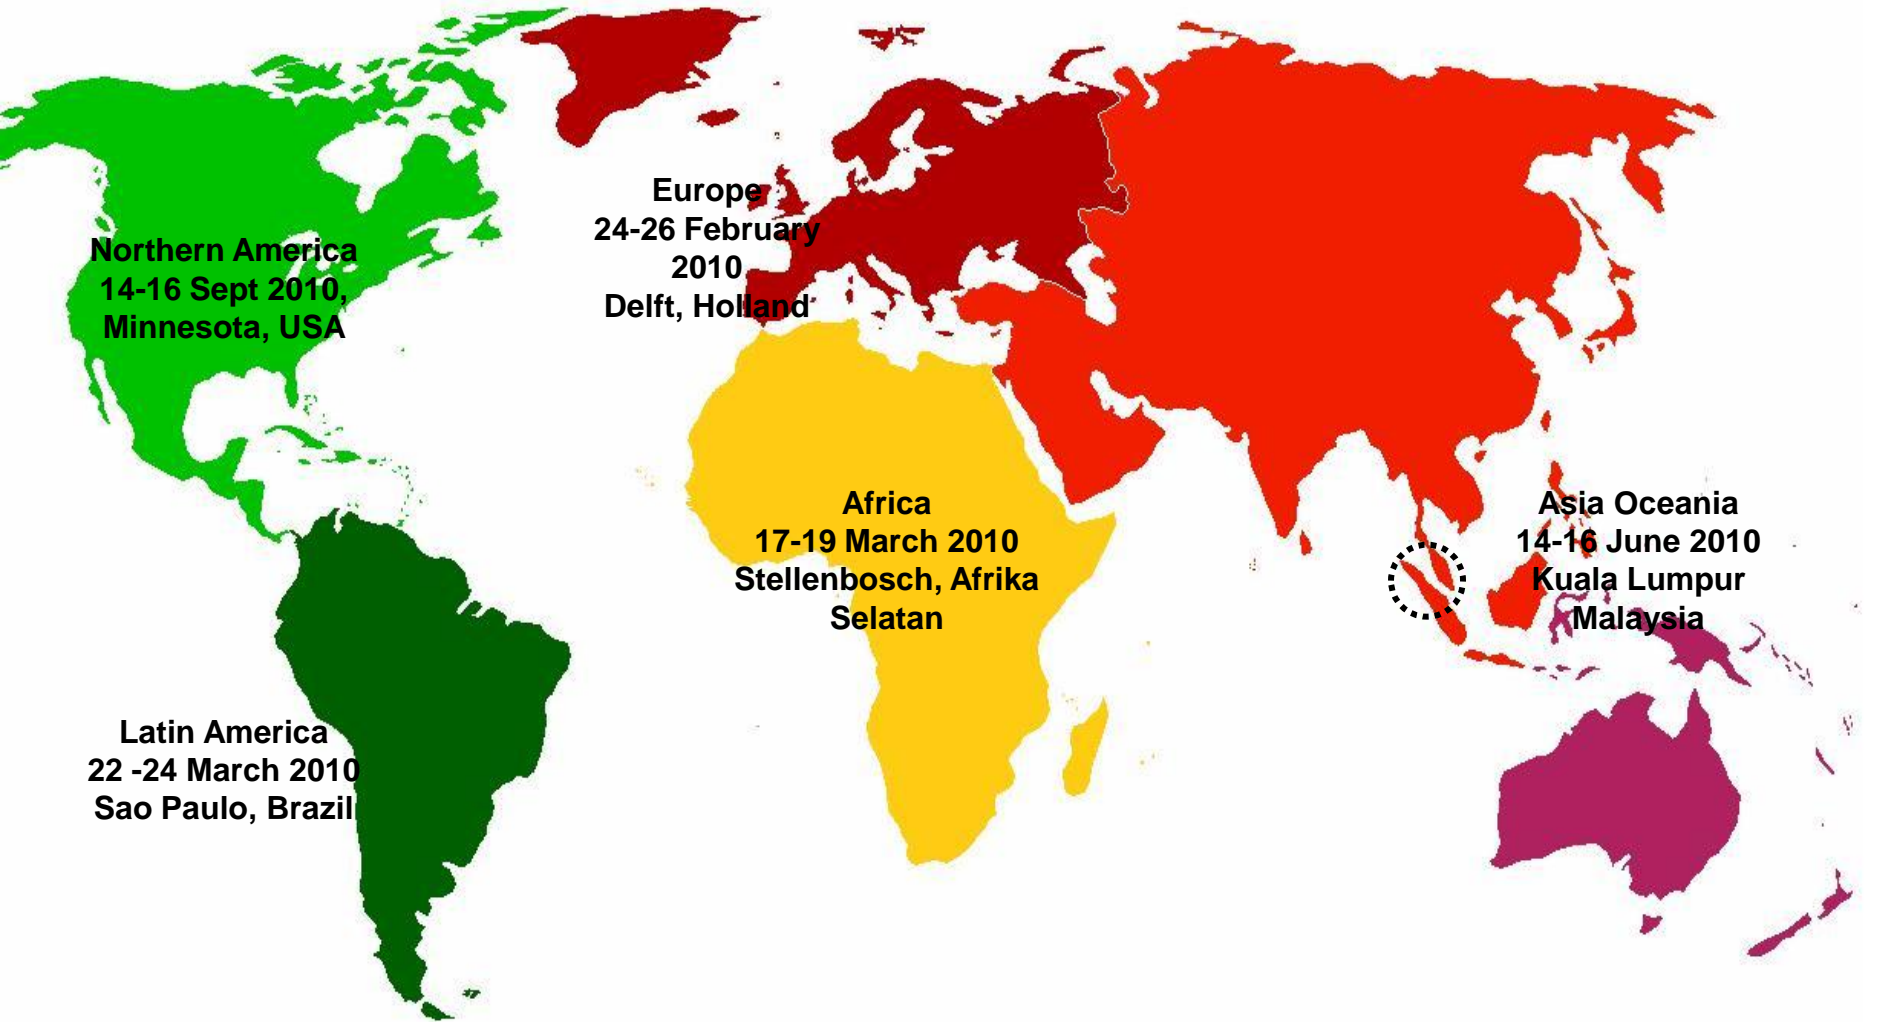 Northern America
14-16 Sept 2010,
Minnesota, USA
Europe
24-26 February
2010
Delft, Holland
Africa
17-19 March 2010
Stellenbosch, Afrika
Selatan
Asia Oceania
14-16 June 2010
Kuala Lumpur
Malaysia
Latin America
22 -24 March 2010
Sao Paulo, Brazil